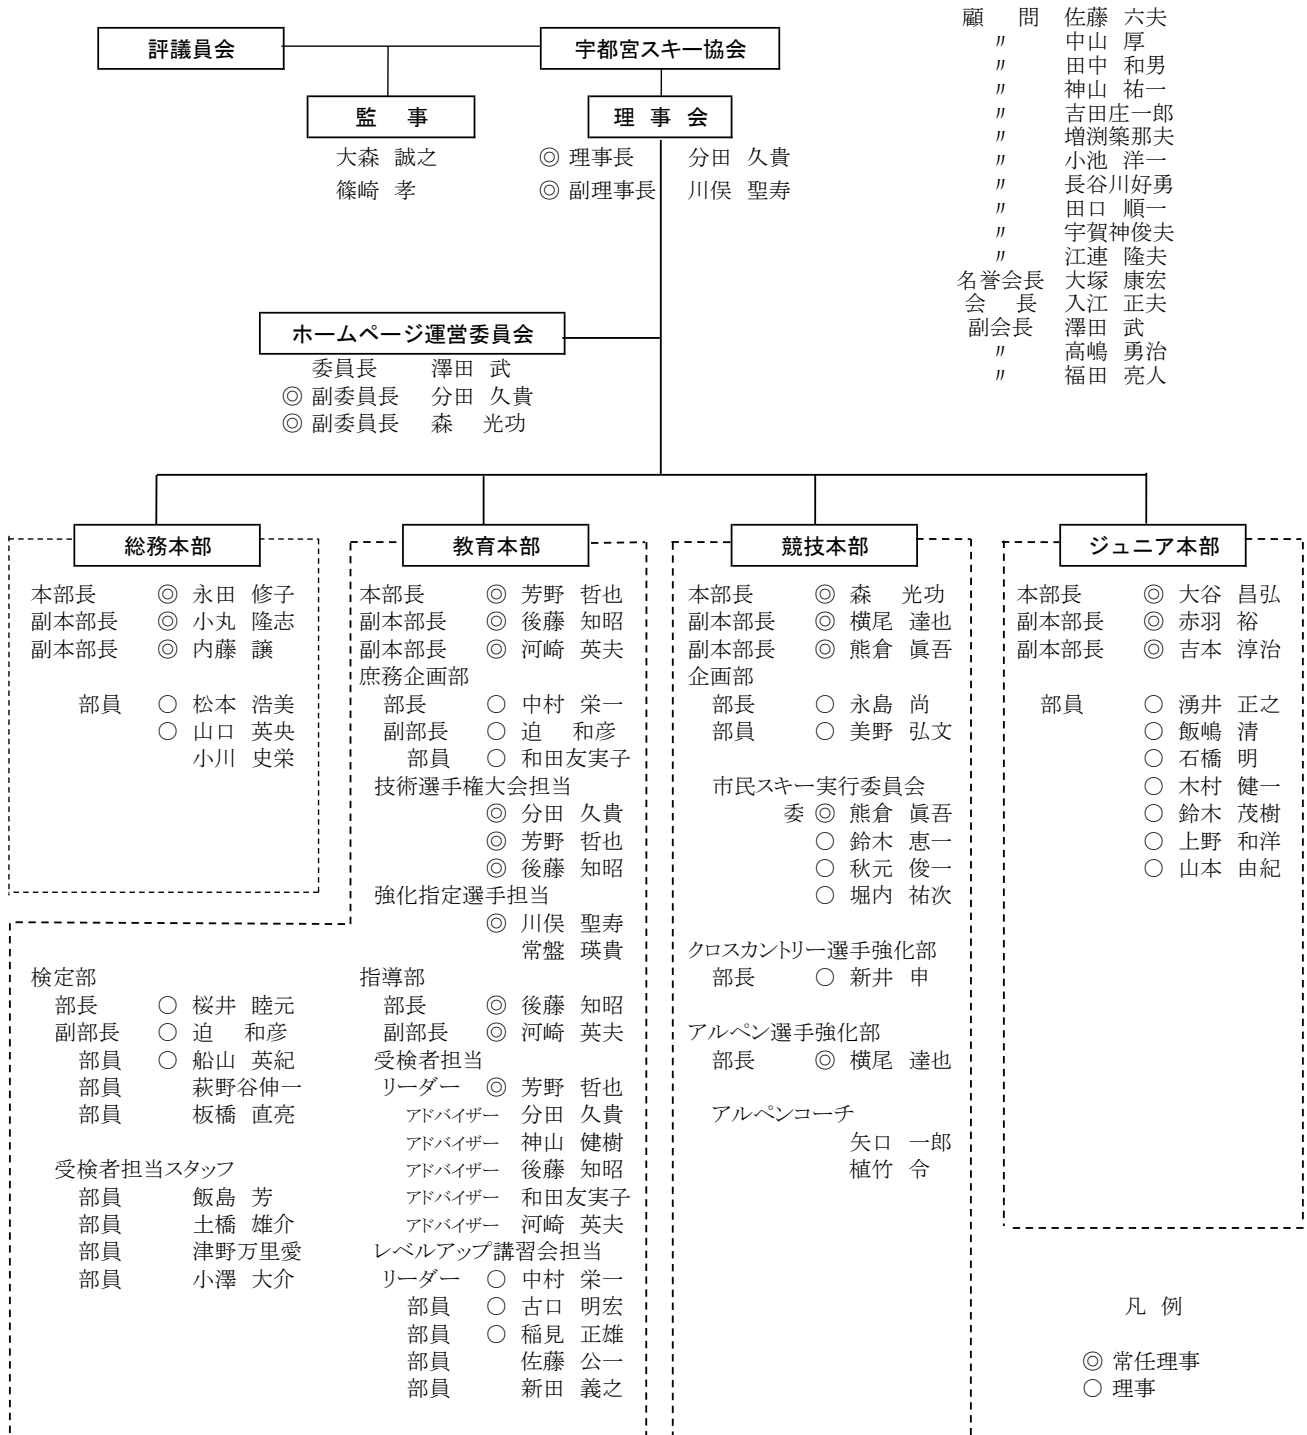 評議員会
宇都宮スキー協会
監　事
大森 誠之
篠崎 孝
理 事 会
◎ 理事長 分田 久貴
◎ 副理事長 川俣 聖寿
顧　問 佐藤 六夫
〃 中山 厚
〃 田中 和男
〃 神山 祐一
〃 吉田庄一郎
〃 増渕築那夫
〃 小池 洋一
〃 長谷川好勇
〃 田口 順一
〃 宇賀神俊夫
〃 江連 隆夫
名誉会長 大塚 康宏
会　長 入江 正夫
副会長 澤田 武
〃 高嶋 勇治
〃 福田 亮人
ホームページ運営委員会
委員長 澤田 武
◎ 副委員長 分田 久貴
◎ 副委員長 森 光功
総務本部
本部長 ◎ 永田 修子
副本部長 ◎ 小丸 隆志
副本部長 ◎ 内藤 譲
部員 ○ 松本 浩美
○ 山口 英央
小川 史栄
教育本部
本部長 ◎ 芳野 哲也
副本部長 ◎ 後藤 知昭
副本部長 ◎ 河崎 英夫
庶務企画部
部長 ○ 中村 栄一
副部長 ○ 迫 和彦
部員 ○ 和田友実子
技術選手権大会担当
◎ 分田 久貴
◎ 芳野 哲也
◎ 後藤 知昭
強化指定選手担当
◎ 川俣 聖寿
常盤 瑛貴
検定部
部長 ○ 桜井 睦元
副部長 ○ 迫 和彦
部員 ○ 船山 英紀
部員 萩野谷伸一
部員 板橋 直亮
受検者担当スタッフ
部員 飯島 芳
部員 土橋 雄介
部員 津野万里愛
部員 小澤 大介
指導部
部長 ◎ 後藤 知昭
副部長 ◎ 河崎 英夫
受検者担当
リーダー ◎ 芳野 哲也
アドバイザー 分田 久貴
アドバイザー 神山 健樹
アドバイザー 後藤 知昭
アドバイザー 和田友実子
アドバイザー 河崎 英夫
レベルアップ講習会担当
リーダー ○ 中村 栄一
部員 ○ 古口 明宏
部員 ○ 稲見 正雄
部員 佐藤 公一
部員 新田 義之
競技本部
本部長 ◎ 森 光功
副本部長 ◎ 横尾 達也
副本部長 ◎ 熊倉 眞吾
企画部
部長 ○ 永島 尚
部員 ○ 美野 弘文
市民スキー実行委員会
委 ◎ 熊倉 眞吾
○ 鈴木 恵一
○ 秋元 俊一
○ 堀内 祐次
クロスカントリー選手強化部
部長 ○ 新井 申
アルペン選手強化部
部長 ◎ 横尾 達也
アルペンコーチ
矢口 一郎
植竹 令
ジュニア本部
本部長 ◎ 大谷 昌弘
副本部長 ◎ 赤羽 裕
副本部長 ◎ 吉本 淳治
部員 ○ 湧井 正之
○ 飯嶋 清
○ 石橋 明
○ 木村 健一
○ 鈴木 茂樹
○ 上野 和洋
○ 山本 由紀
凡 例
◎ 常任理事
○ 理事